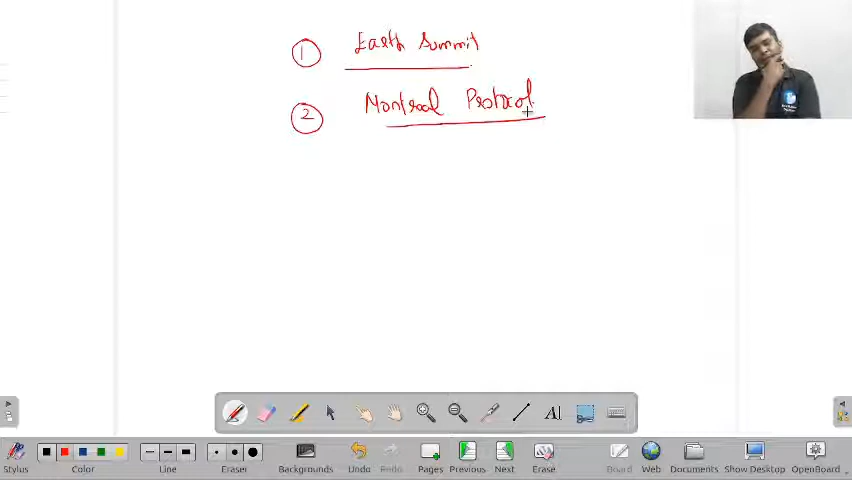 1 Earth Summit
2 Montreal Protocol
Stylus
Color
Line
Eraser
Backgrounds
Undo
Redo
Pages
Previous
Next
Erase
Board
Web
Documents
Show Desktop
OpenBoard